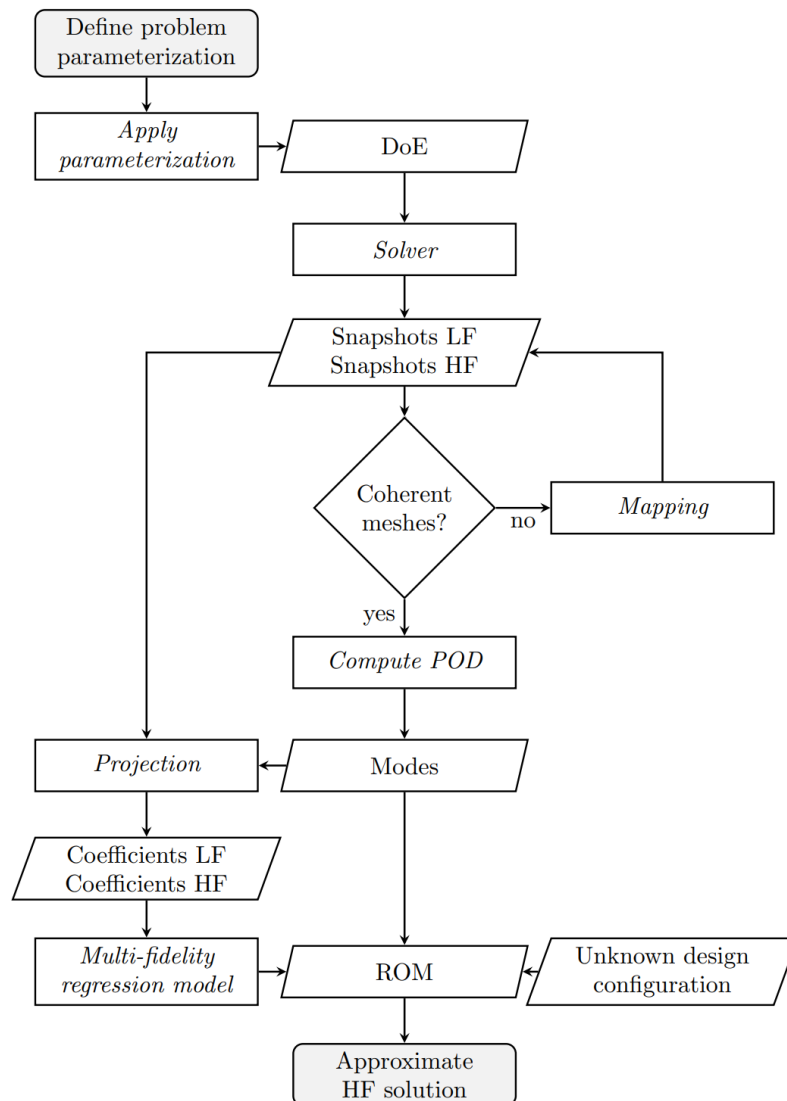 Define problem
parameterization
Apply
parameterization
DoE
Solver
Snapshots LF
Snapshots HF
Coherent
meshes?
no
Mapping
yes
Compute POD
Projection
Modes
Coefficients LF
Coefficients HF
Multi-fidelity
regression model
ROM
Unknown design
configuration
Approximate
HF solution